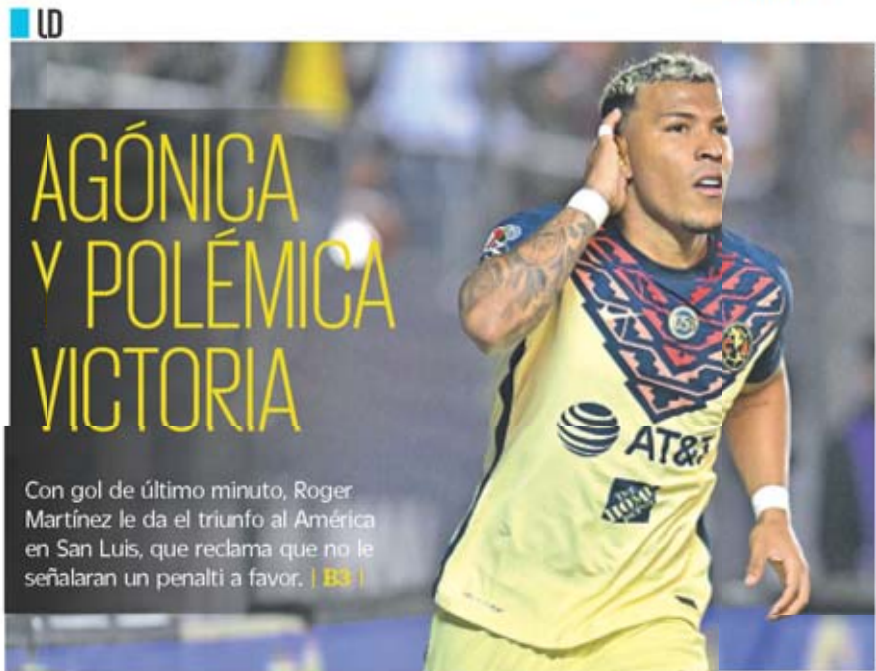 LD
AGÓNICA
Y POLÉMICA
VICTORIA
Con gol de último minuto, Roger
Martínez le da el triunfo al América
en San Luis, que reclama que no le
señalaran un penalti a favor. | B3 |
AT&T